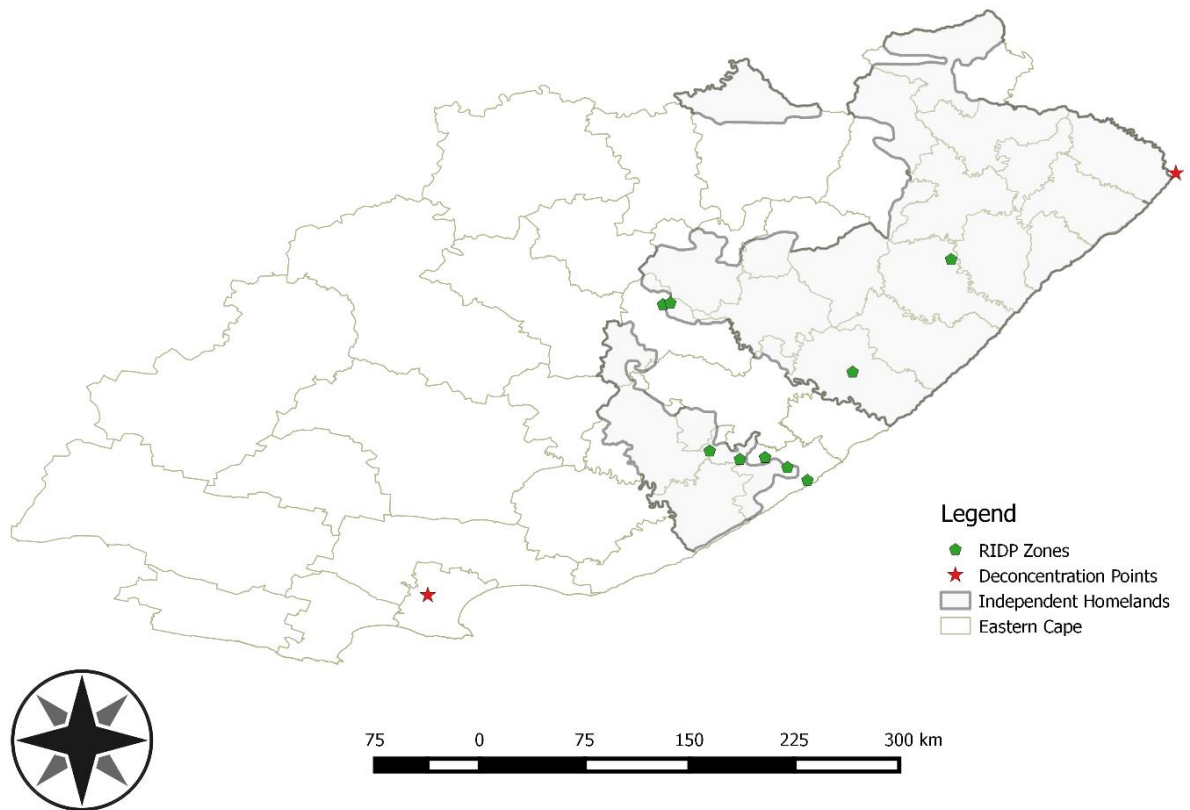 Legend
RIDP Zones
Deconcentration Points
Independent Homelands
Eastern Cape
75 0 75 150 225 300 km